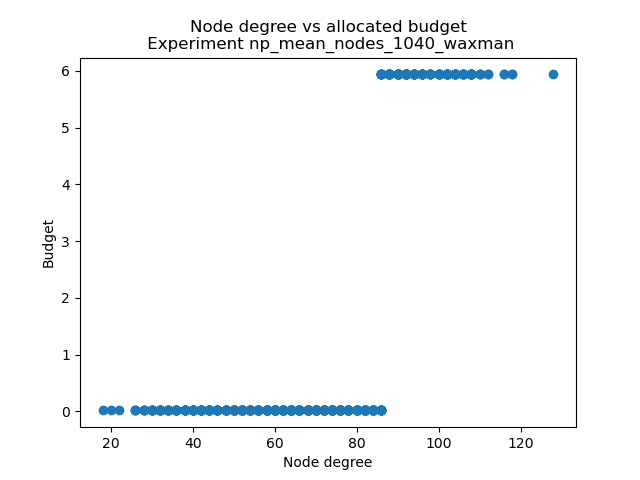 Node degree vs allocated budget
Experiment np_mean_nodes_1040_waxman
6
5
4
3
2
1
0
Budget
20 40 60 80 100 120
Node degree